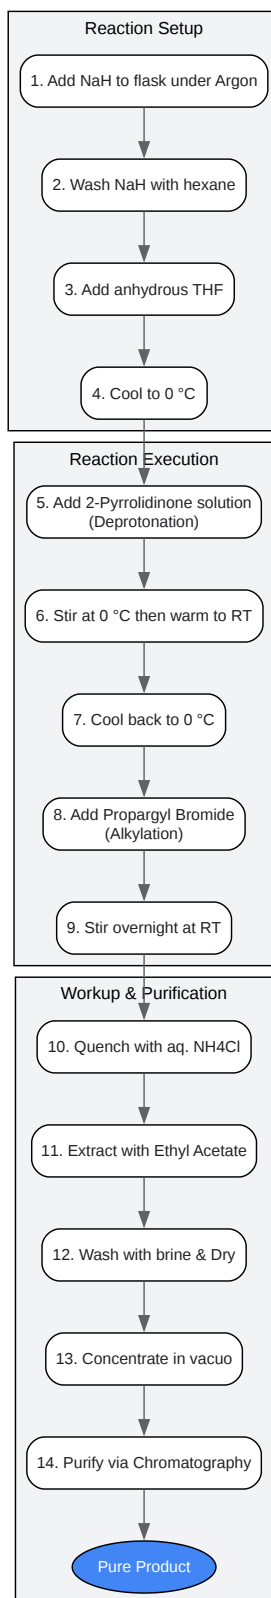 Reaction Setup
1. Add NaH to flask under Argon
2. Wash NaH with hexane
3. Add anhydrous THF
4. Cool to 0 °C
Reaction Execution
5. Add 2-Pyrrolidinone solution
(Deprotonation)
6. Stir at 0 °C then warm to RT
7. Cool back to 0 °C
8. Add Propargyl Bromide
(Alkylation)
9. Stir overnight at RT
Workup & Purification
10. Quench with aq. NH4Cl
11. Extract with Ethyl Acetate
12. Wash with brine & Dry
13. Concentrate in vacuo
14. Purify via Chromatography
Pure Product